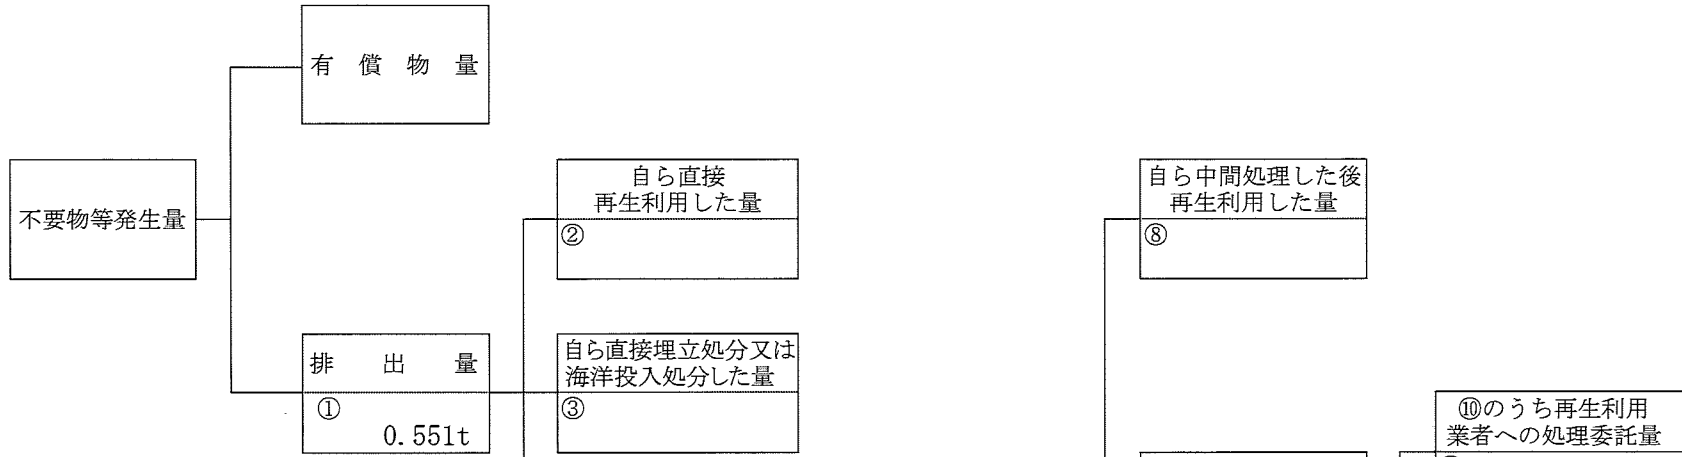 有償物量
不要物等発生量
自ら直接
再生利用した量
②
自ら中間処理した後
再生利用した量
⑧
排出量
①
0.551t
自ら直接埋立処分又は
海洋投入処分した量
③
⑩のうち再生利用
業者への処理委託量